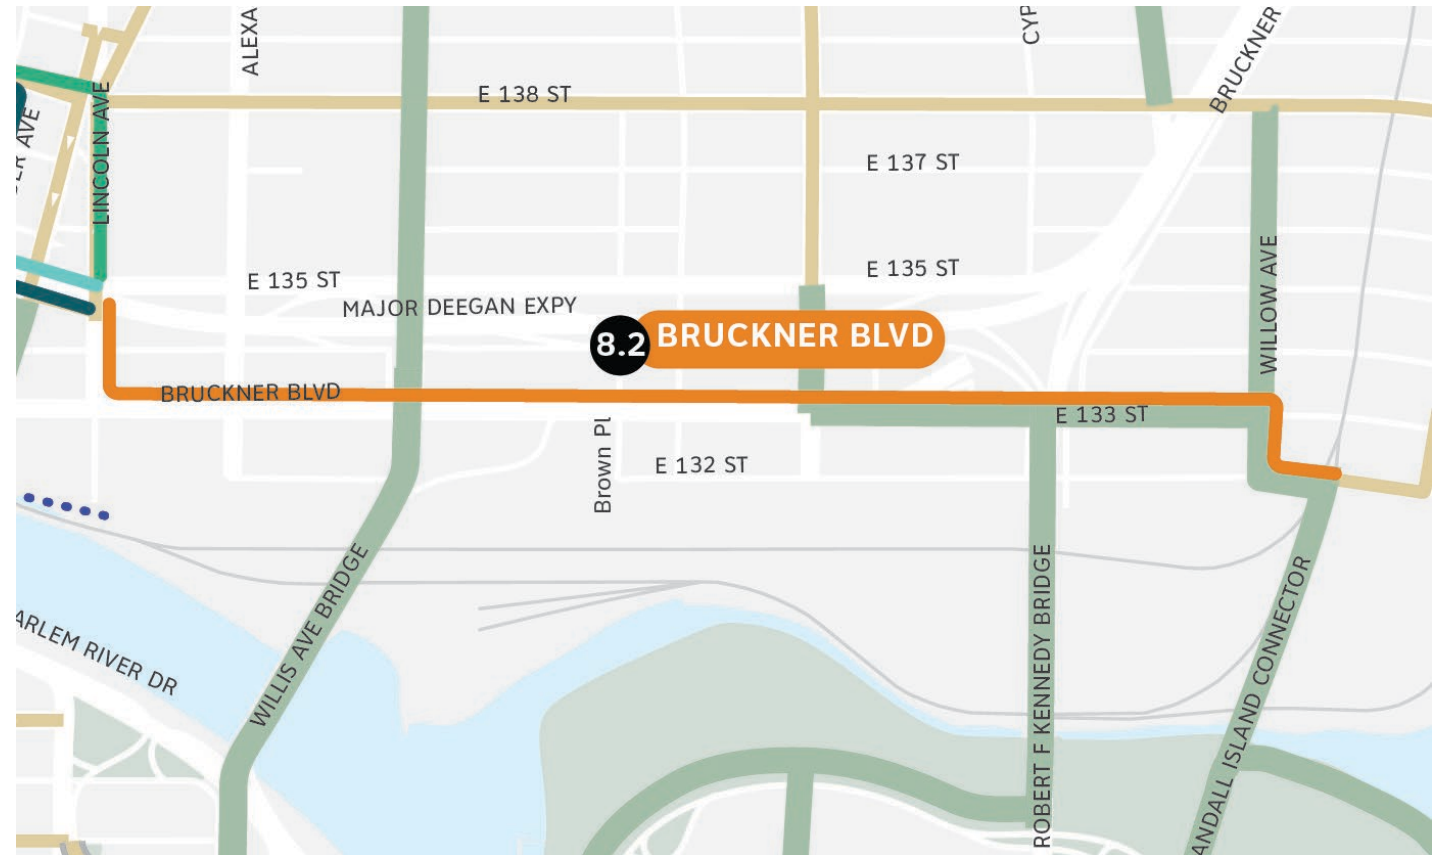 ALEXA
CYP
BRUCKNER
E 138 ST
LINCOLN AVE
ER AVE
E 137 ST
E 135 ST
E 135 ST
WILLOW AVE
MAJOR DEEGAN EXPY
8.2 BRUCKNER BLVD
BRUCKNER BLVD
E 133 ST
Brown Pl
E 132 ST
WILLIS AVE BRIDGE
ROBERT F KENNEDY BRIDGE
ANDALL ISLAND CONNECTOR
ARLEM RIVER DR